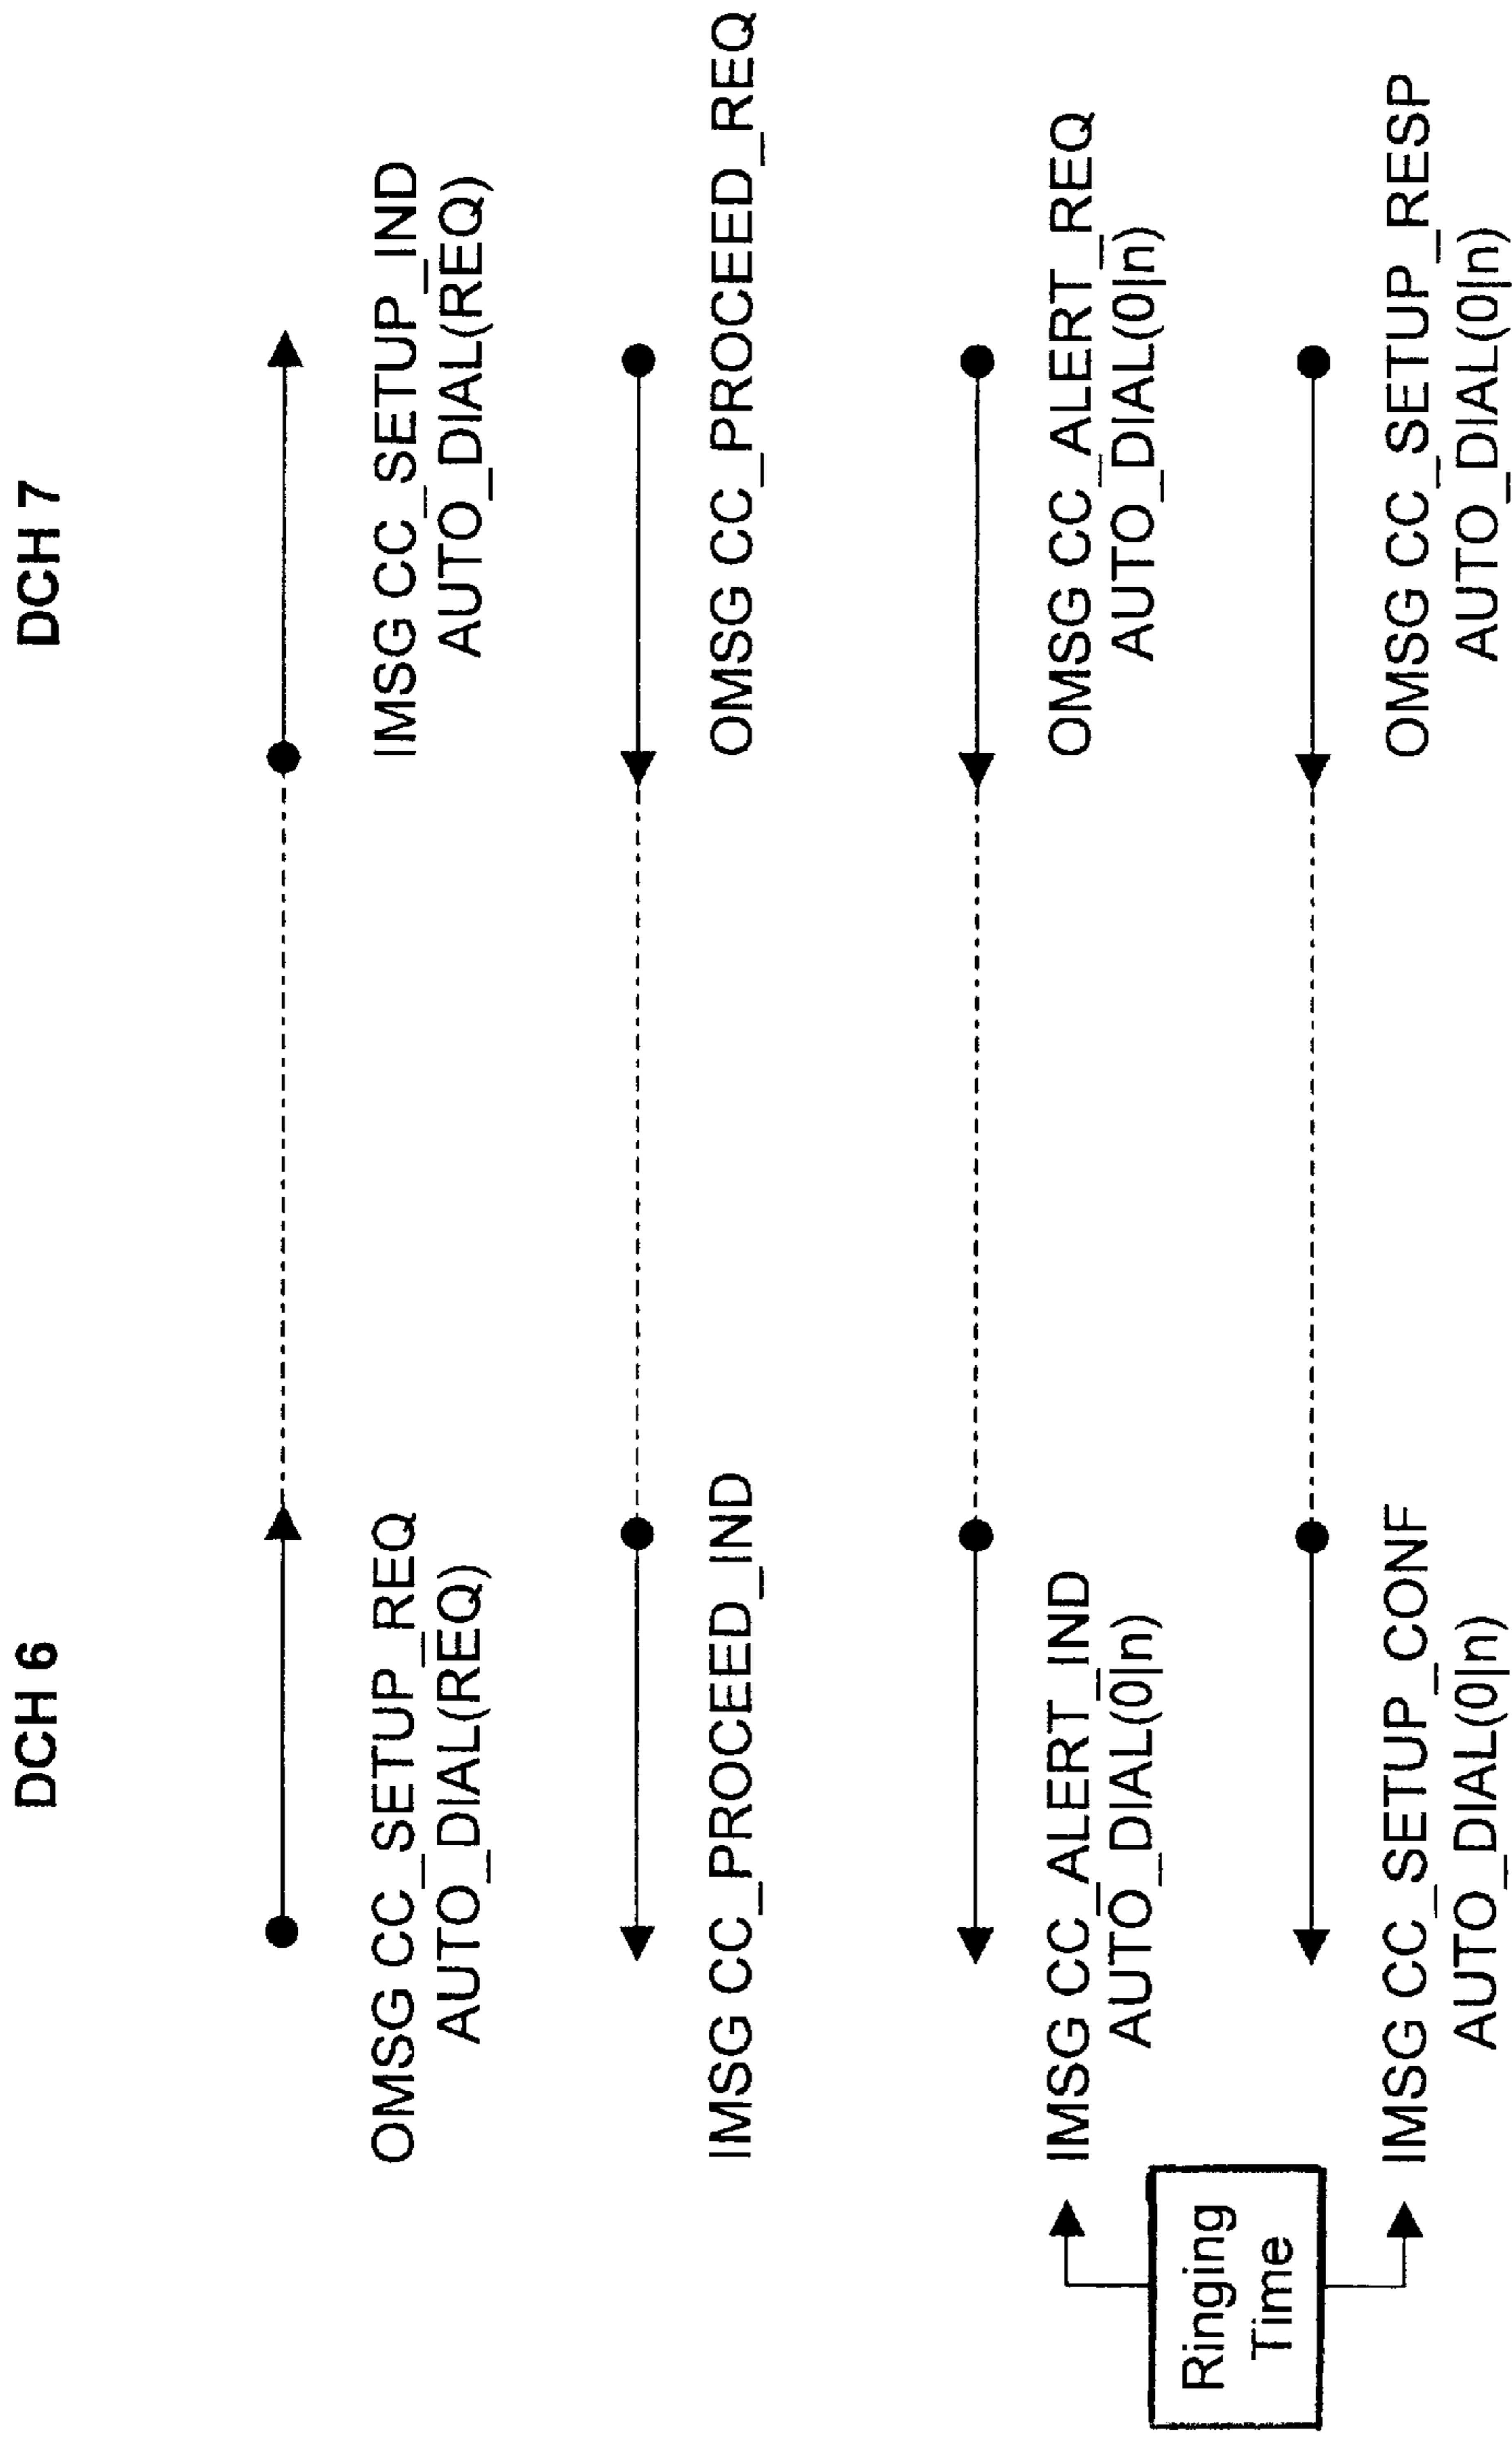 DCH 6
DCH 7
OMSG CC_SETUP_REQ
AUTO_DIAL(REQ)
IMSG CC_SETUP_IND
AUTO_DIAL(REQ)
IMSG CC_PROCEED_IND
OMSG CC_PROCEED_REQ
IMSG CC_ALERT_IND
AUTO_DIAL(0|n)
OMSG CC_ALERT_REQ
AUTO_DIAL(0|n)
Ringing
Time
IMSG CC_SETUP_CONF
AUTO_DIAL(0|n)
OMSG CC_SETUP_RESP
AUTO_DIAL(0|n)